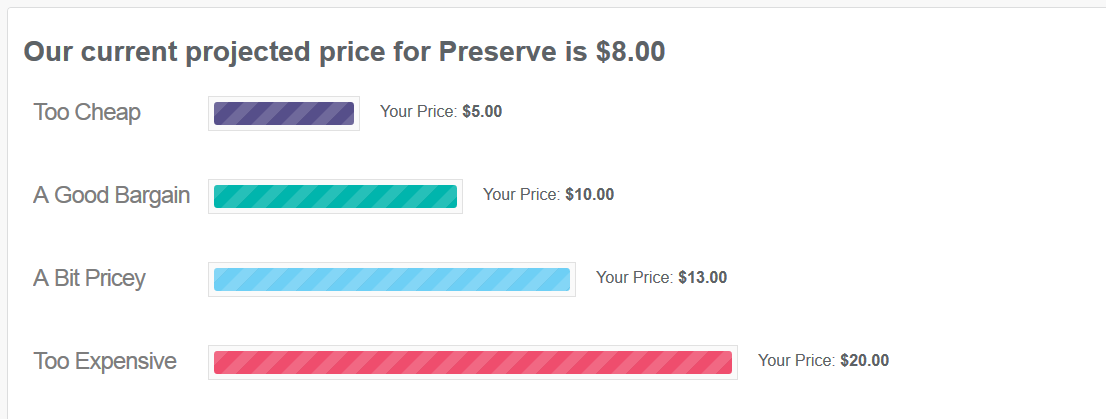 Our current projected price for Preserve is $8.00
Too Cheap Your Price: $5.00
A Good Bargain Your Price: $10.00
A Bit Pricey Your Price: $13.00
Too Expensive Your Price: $20.00